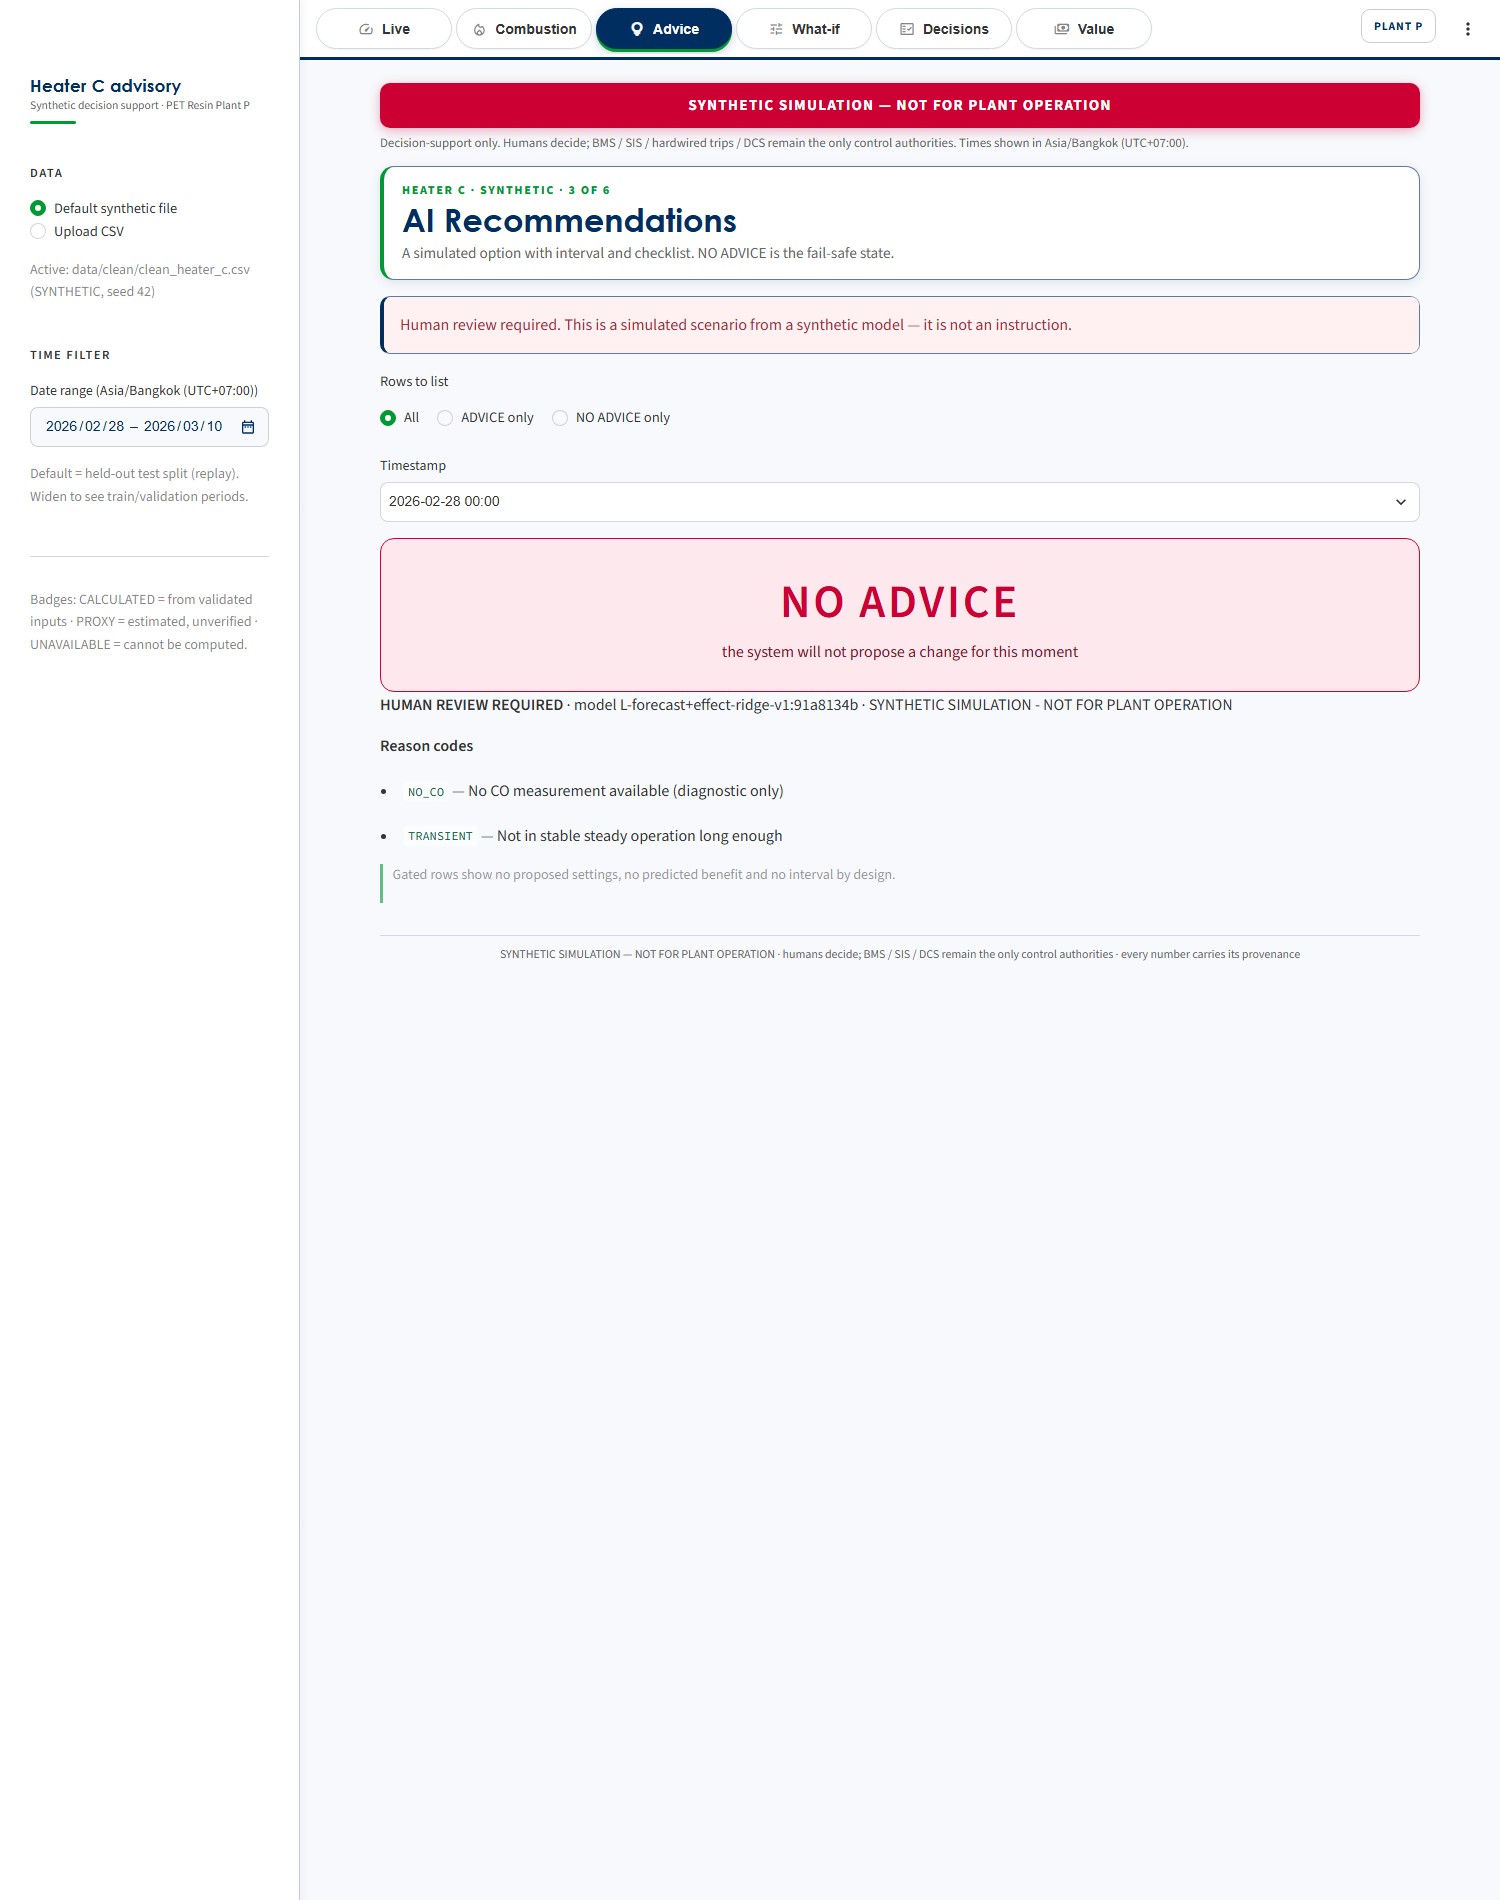 Live
Combustion
Advice
What-if
Decisions
Value
PLANT P
Heater C advisory
Synthetic decision support · PET Resin Plant P
DATA
Default synthetic file
Upload CSV
Active: data/clean/clean_heater_c.csv
(SYNTHETIC, seed 42)
TIME FILTER
Date range (Asia/Bangkok (UTC+07:00))
2026/02/28 – 2026/03/10
Default = held-out test split (replay).
Widen to see train/validation periods.
Badges: CALCULATED = from validated
inputs · PROXY = estimated, unverified ·
UNAVAILABLE = cannot be computed.
SYNTHETIC SIMULATION — NOT FOR PLANT OPERATION
Decision-support only. Humans decide; BMS / SIS / hardwired trips / DCS remain the only control authorities. Times shown in Asia/Bangkok (UTC+07:00).
HEATER C · SYNTHETIC · 3 OF 6
AI Recommendations
A simulated option with interval and checklist. NO ADVICE is the fail-safe state.
Human review required. This is a simulated scenario from a synthetic model — it is not an instruction.
Rows to list
All
ADVICE only
NO ADVICE only
Timestamp
2026-02-28 00:00
NO ADVICE
the system will not propose a change for this moment
HUMAN REVIEW REQUIRED · model L-forecast+effect-ridge-v1:91a8134b · SYNTHETIC SIMULATION - NOT FOR PLANT OPERATION
Reason codes
• NO_CO — No CO measurement available (diagnostic only)
• TRANSIENT — Not in stable steady operation long enough
Gated rows show no proposed settings, no predicted benefit and no interval by design.
SYNTHETIC SIMULATION — NOT FOR PLANT OPERATION · humans decide; BMS / SIS / DCS remain the only control authorities · every number carries its provenance